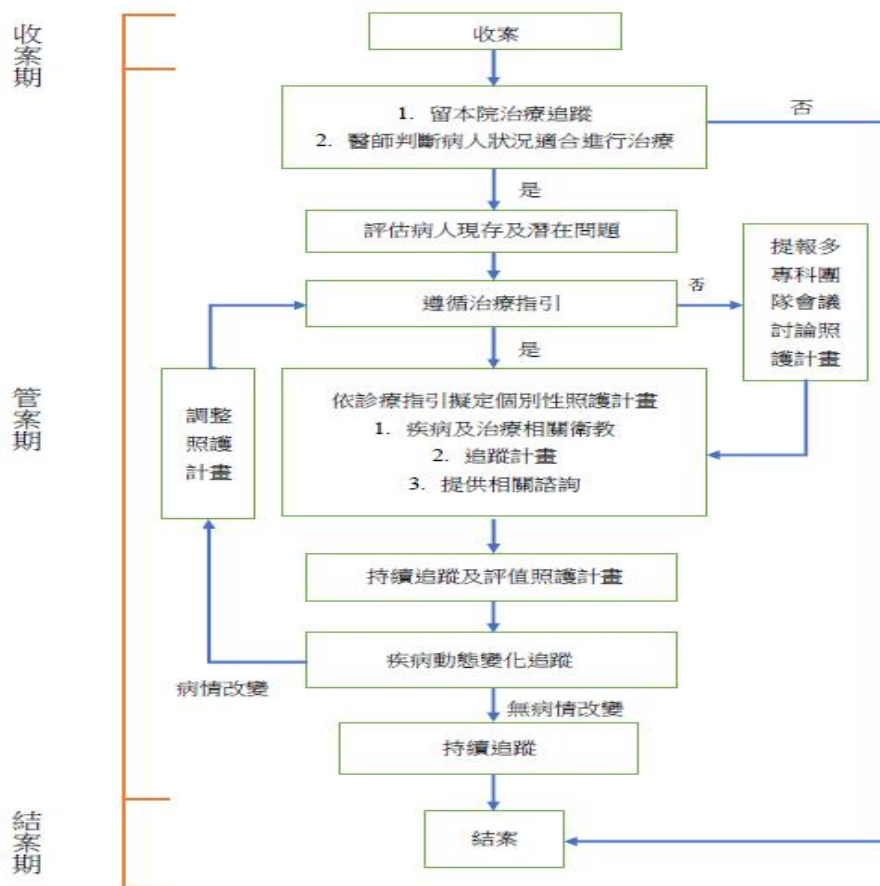 收案期
收案
1. 留本院治療追蹤
2. 醫師判斷病人狀況適合進行治療
否
是
評估病人現存及潛在問題
遵循治療指引
否
提報多
專科團
隊會議
討論照
護計畫
是
管案期
調整
照護
計畫
依診療指引擬定個別性照護計畫
1. 疾病及治療相關衛教
2. 追蹤計畫
3. 提供相關諮詢
持續追蹤及評值照護計畫
疾病動態變化追蹤
病情改變
無病情改變
持續追蹤
結案期
結案